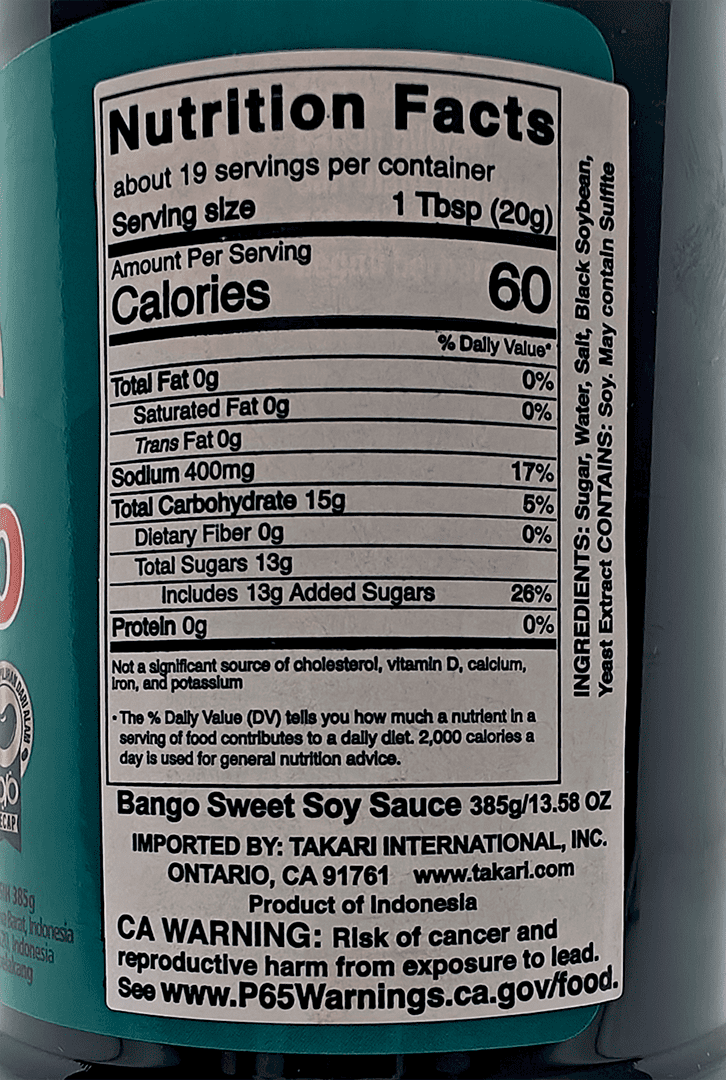 Nutrition Facts
about 19 servings per container
Serving size 1 Tbsp (20g)
Amount Per Serving
Calories 60
% Daily Value*
Total Fat 0g 0%
Saturated Fat 0g 0%
Trans Fat 0g
Sodium 400mg 17%
Total Carbohydrate 15g 5%
Dietary Fiber 0g 0%
Total Sugars 13g
Includes 13g Added Sugars 26%
Protein 0g 0%
Not a significant source of cholesterol, vitamin D, calcium,
iron, and potassium
* The % Daily Value (DV) tells you how much a nutrient in a
serving of food contributes to a daily diet. 2,000 calories a
day is used for general nutrition advice.
INGREDIENTS: Sugar, Water, Salt, Black Soybean,
Yeast Extract CONTAINS: Soy. May contain Sulfite
Bango Sweet Soy Sauce 385g/13.58 OZ
IMPORTED BY: TAKARI INTERNATIONAL, INC.
ONTARIO, CA 91761 www.takari.com
Product of Indonesia
CA WARNING: Risk of cancer and
reproductive harm from exposure to lead.
See www.P65Warnings.ca.gov/food.
DARI ALAM
385g
Barat, Indonesia
Indonesia